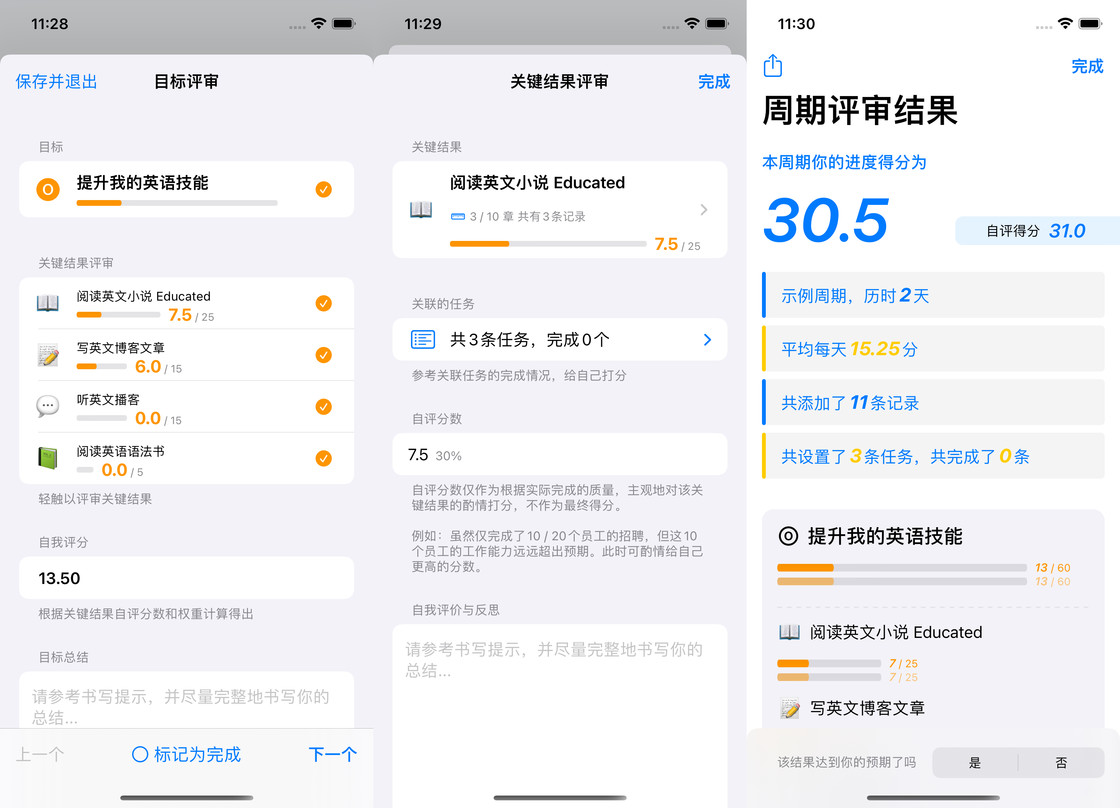 11:28
保存并退出
目标评审
目标
提升我的英语技能
关键结果评审
阅读英文小说 Educated
7.5 / 25
写英文博客文章
6.0 / 15
听英文播客
0.0 / 15
阅读英语语法书
0.0 / 5
轻触以评审关键结果
自我评分
13.50
根据关键结果自评分数和权重计算得出
目标总结
请参考书写提示，并尽量完整地书写你的
总结...
上一个
标记为完成
下一个
11:29
关键结果评审
完成
关键结果
阅读英文小说 Educated
3 / 10 章 共有3条记录
7.5 / 25
关联的任务
共3条任务，完成0个
参考关联任务的完成情况，给自己打分
自评分数
7.5 30%
自评分数仅作为根据实际完成的质量，主观地对该关
键结果的酌情打分，不作为最终得分。
例如：虽然仅完成了10 / 20个员工的招聘，但这10
个员工的工作能力远远超出预期。此时可酌情给自己
更高的分数。
自我评价与反思
请参考书写提示，并尽量完整地书写你的
总结...
11:30
完成
周期评审结果
本周期你的进度得分为
30.5
自评得分 31.0
示例周期，历时2天
平均每天15.25分
共添加了11条记录
共设置了3条任务，共完成了0条
提升我的英语技能
13 / 60
13 / 60
阅读英文小说 Educated
7 / 25
7 / 25
写英文博客文章
该结果达到你的预期了吗
是
否